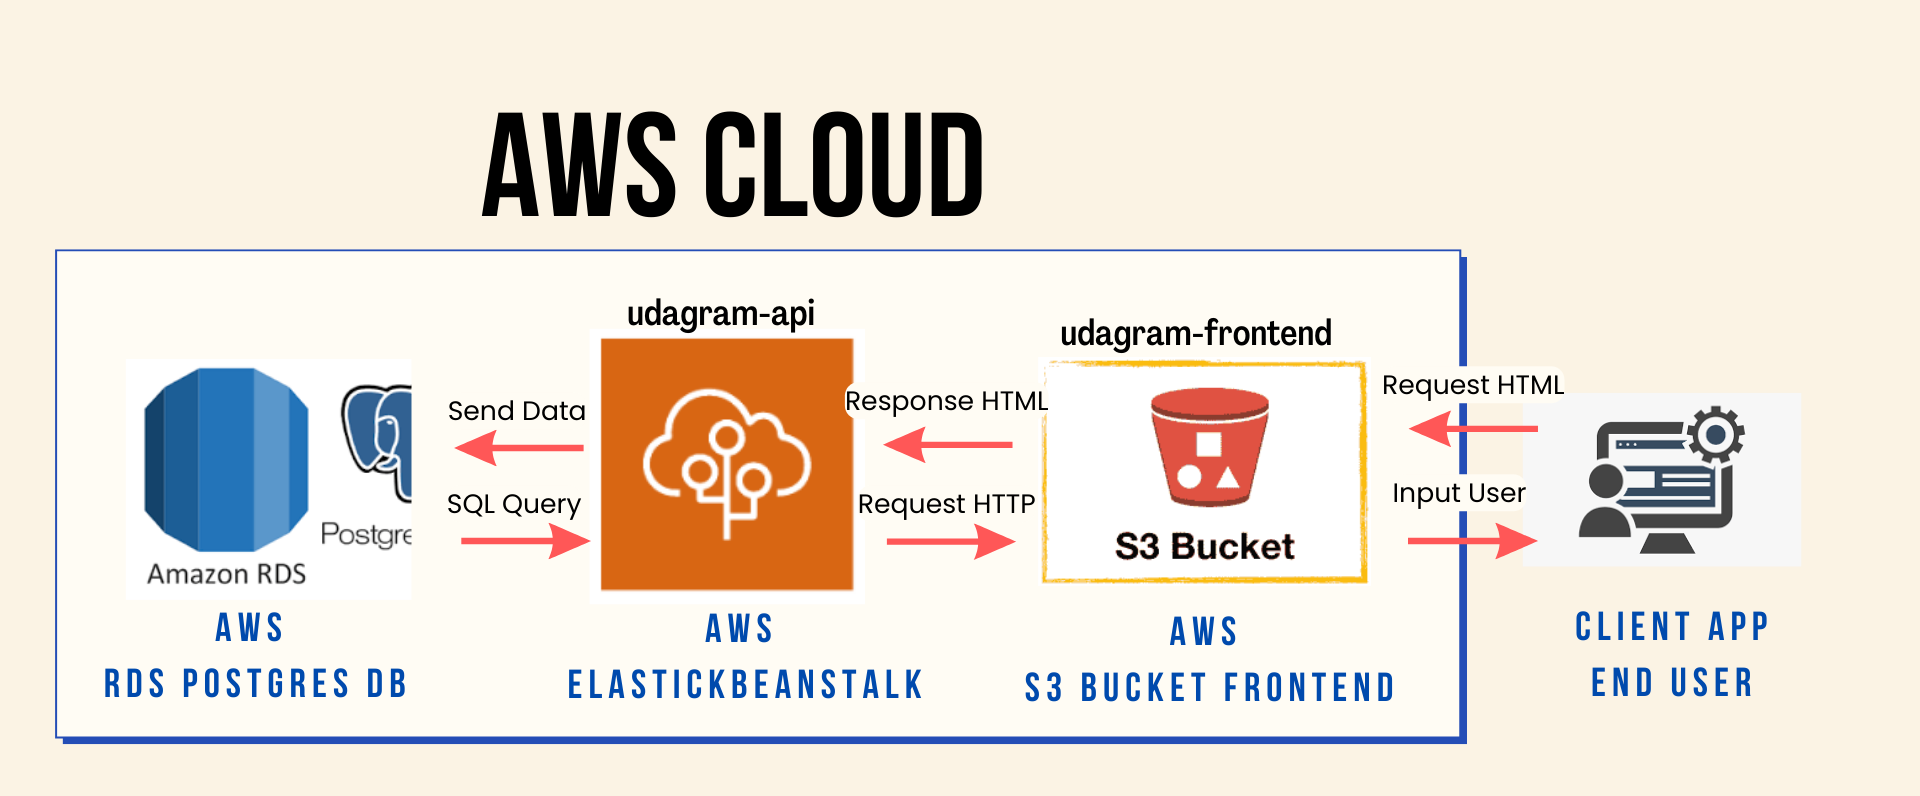 AWS CLOUD
udagram-api
udagram-frontend
Send Data
SQL Query
Response HTML
Request HTTP
Request HTML
Input User
Postgre
Amazon RDS
S3 Bucket
AWS
RDS POSTGRES DB
AWS
ELASTICKBEANSTALK
AWS
S3 BUCKET FRONTEND
CLIENT APP
END USER